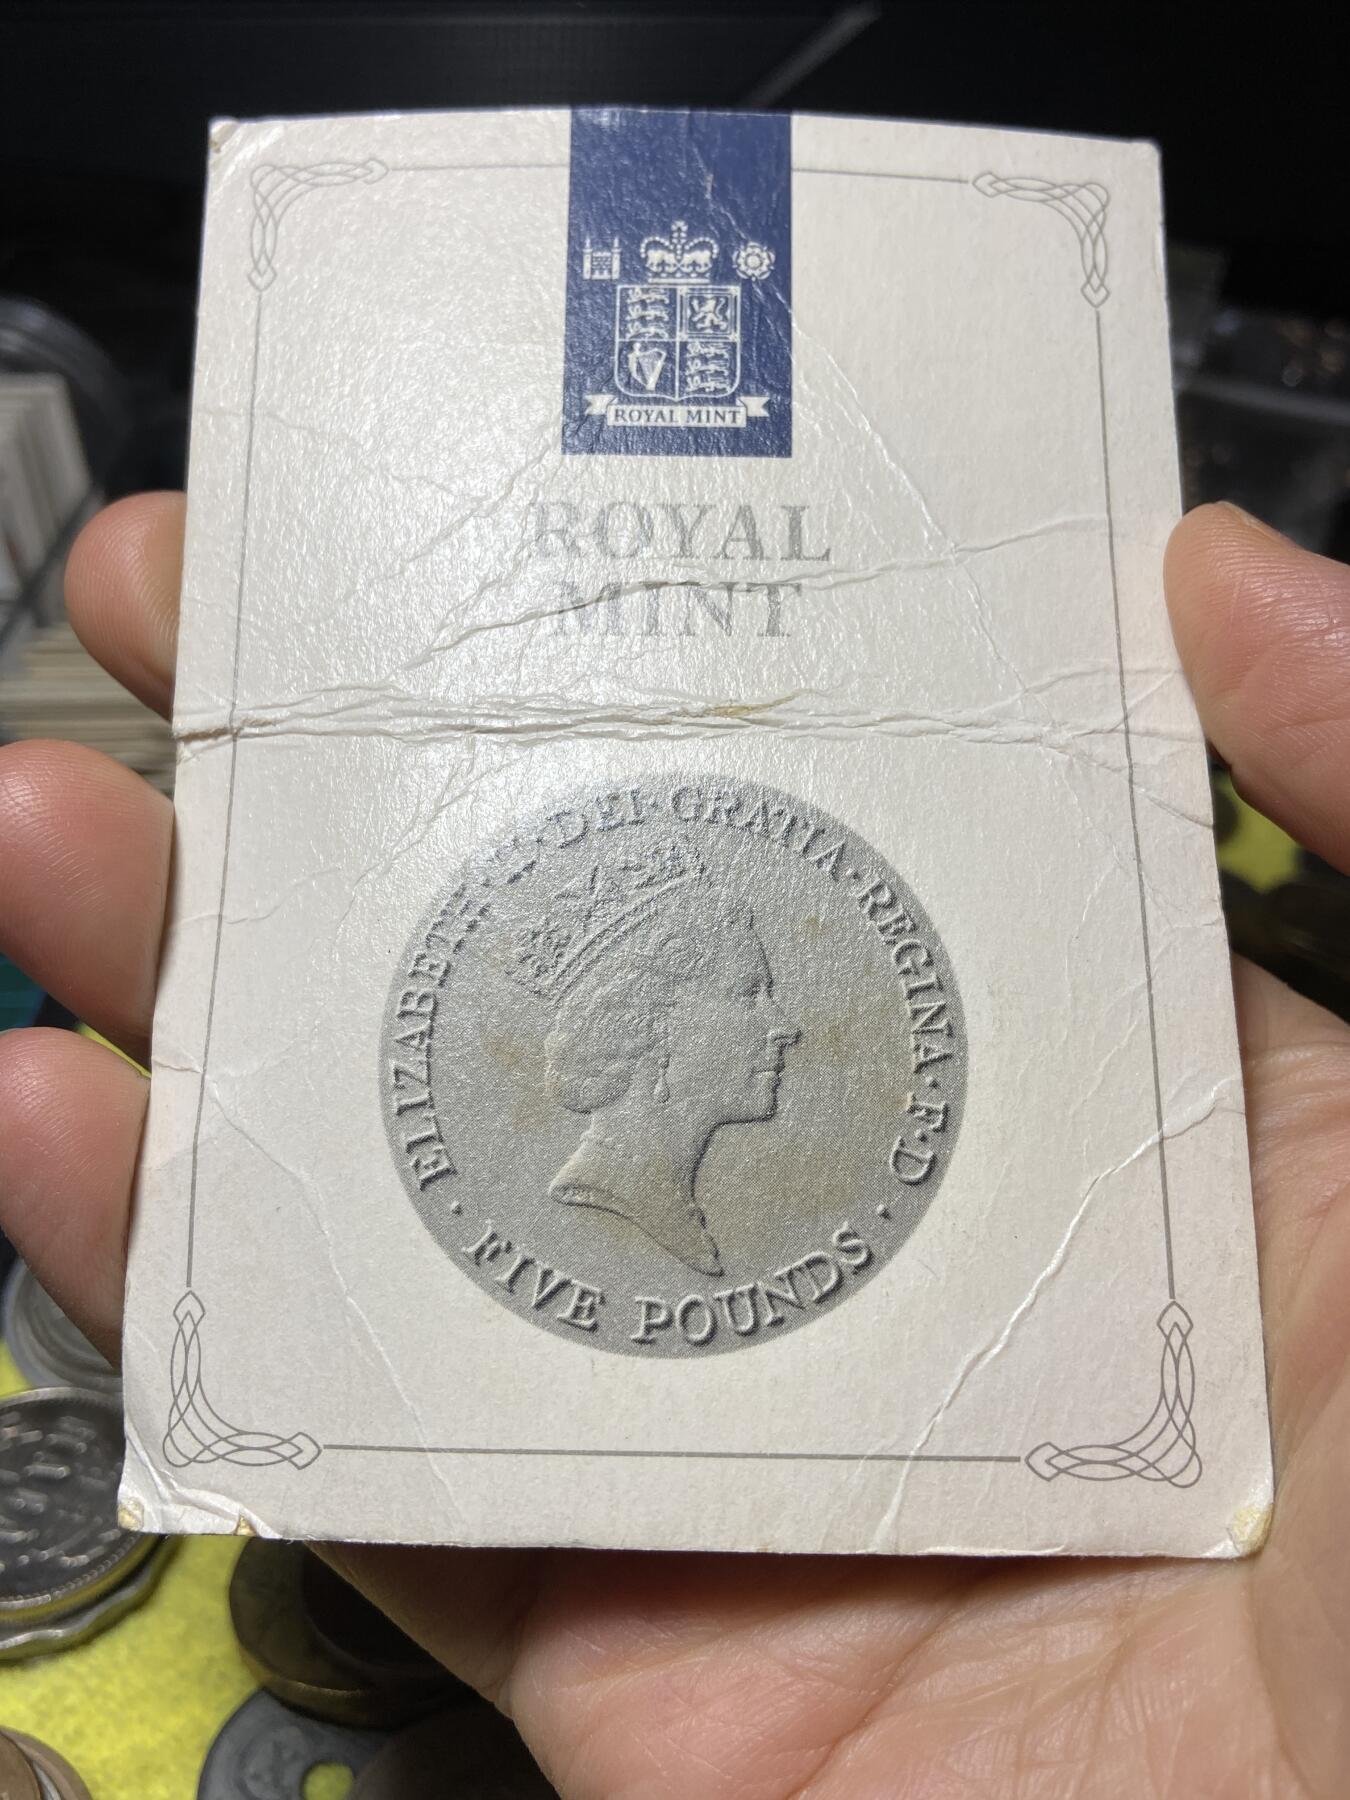 ROYAL MINT
ROYAL
MINT
ELIZABETH·II·DEI·GRATIA·REGINA·F·D
· FIVE POUNDS ·